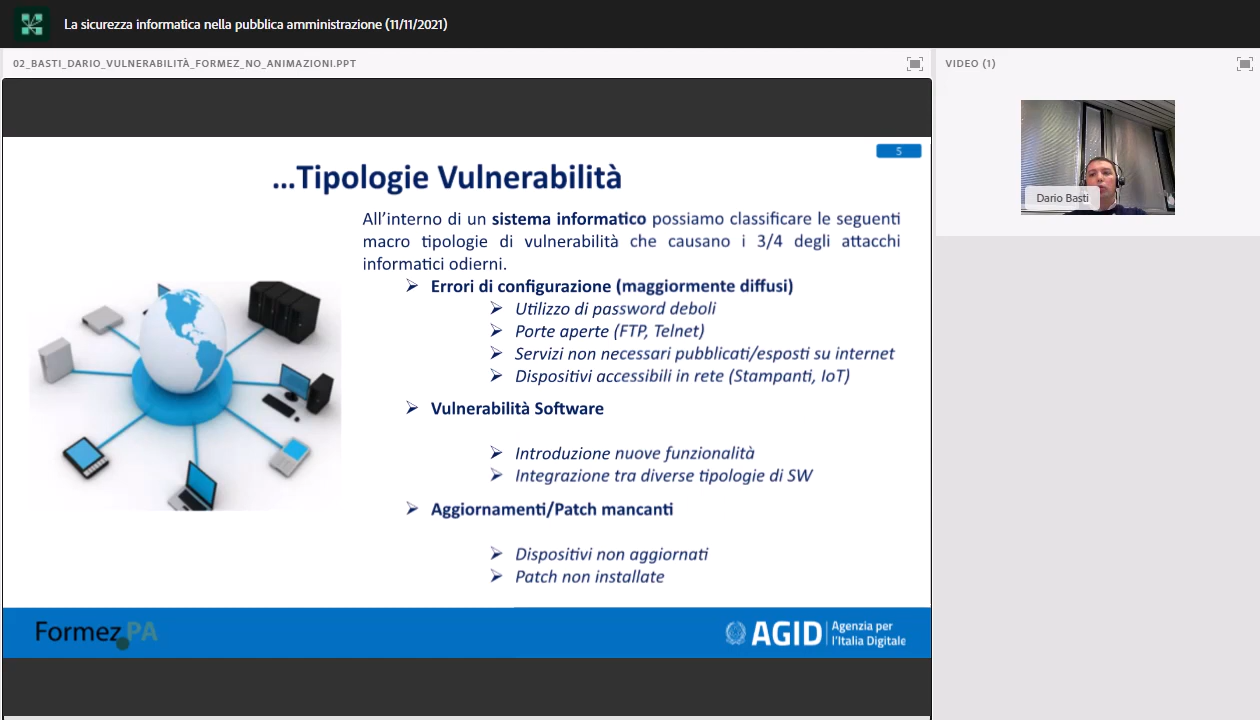 La sicurezza informatica nella pubblica amministrazione (11/11/2021)
02_BASTI_DARIO_VULNERABILITÀ_FORMEZ_NO_ANIMAZIONI.PPT
VIDEO (1)
Dario Basti
5
...Tipologie Vulnerabilità
All'interno di un sistema informatico possiamo classificare le seguenti
macro tipologie di vulnerabilità che causano i 3/4 degli attacchi
informatici odierni.
Errori di configurazione (maggiormente diffusi)
Utilizzo di password deboli
Porte aperte (FTP, Telnet)
Servizi non necessari pubblicati/esposti su internet
Dispositivi accessibili in rete (Stampanti, IoT)
Vulnerabilità Software
Introduzione nuove funzionalità
Integrazione tra diverse tipologie di SW
Aggiornamenti/Patch mancanti
Dispositivi non aggiornati
Patch non installate
Formez PA
AGID
Agenzia per
l'Italia Digitale